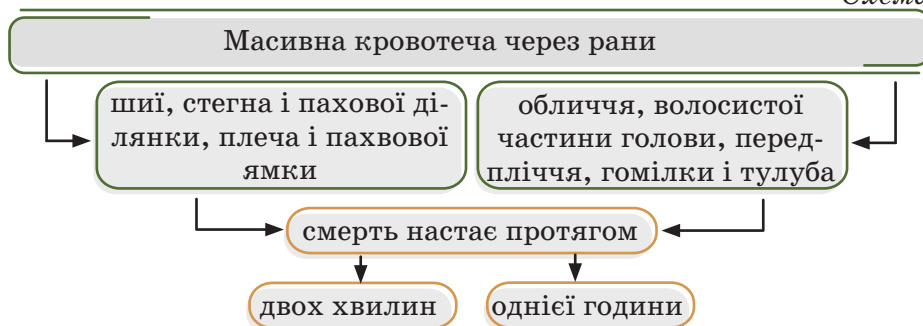 Масивна кровотеча через рани
шиї, стегна і пахової ді-
лянки, плеча і пахвової
ямки
обличчя, волосистої
частини голови, перед-
пліччя, гомілки і тулуба
смерть настає протягом
двох хвилин
однієї години